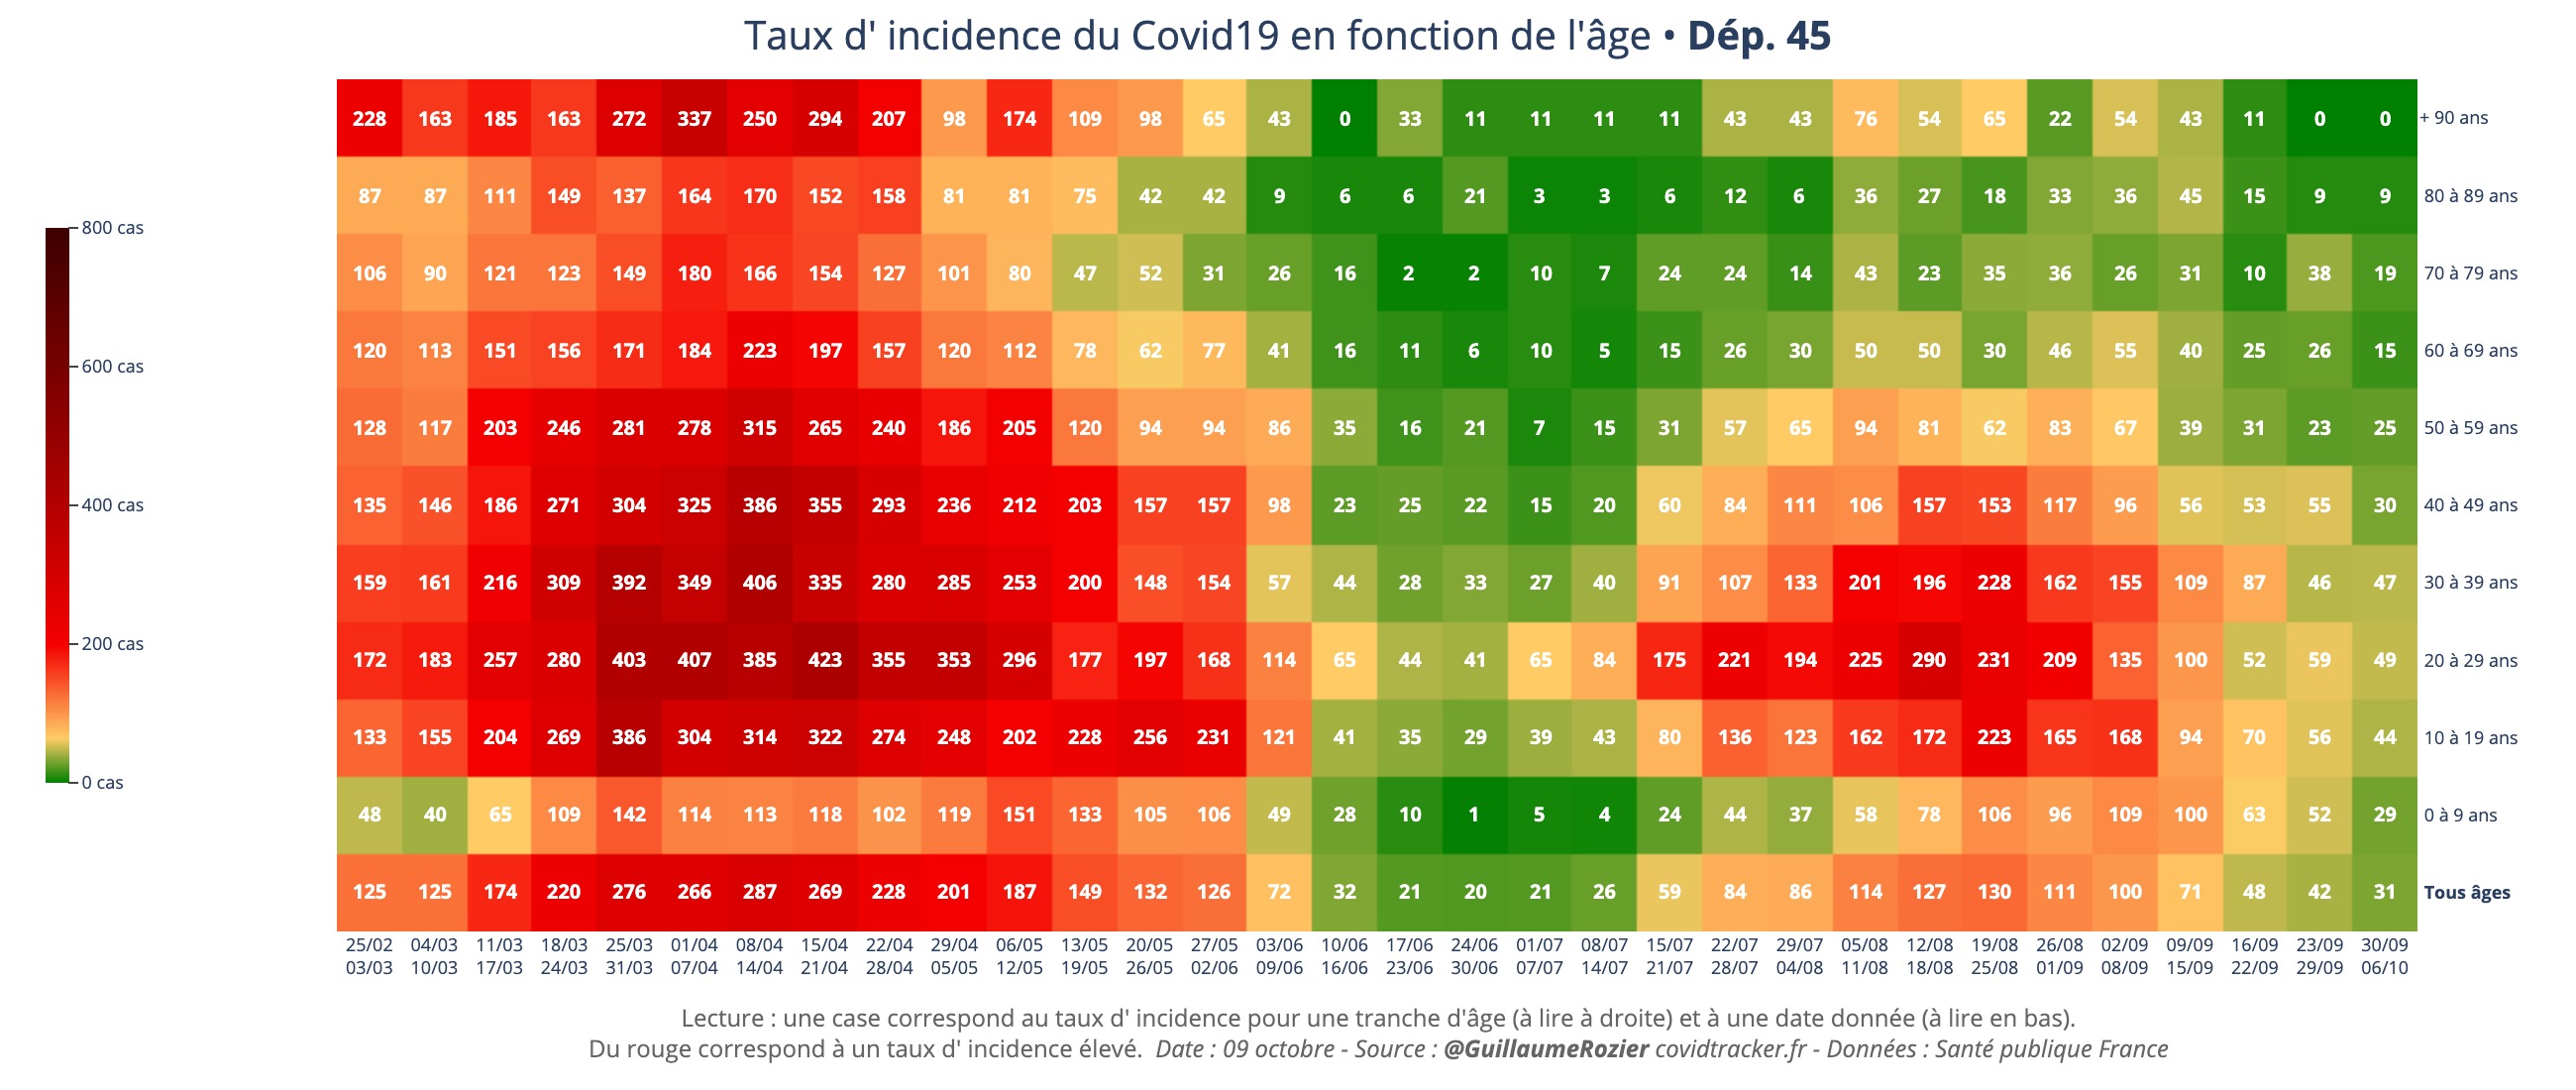 Taux d' incidence du Covid19 en fonction de l'âge • Dép. 45
228 163 185 163 272 337 250 294 207 98 174 109 98 65 43 0 33 11 11 11 11 43 43 76 54 65 22 54 43 11 0 0 + 90 ans
87 87 111 149 137 164 170 152 158 81 81 75 42 42 9 6 6 21 3 3 6 12 6 36 27 18 33 36 45 15 9 9 80 à 89 ans
800 cas
106 90 121 123 149 180 166 154 127 101 80 47 52 31 26 16 2 2 10 7 24 24 14 43 23 35 36 26 31 10 38 19 70 à 79 ans
120 113 151 156 171 184 223 197 157 120 112 78 62 77 41 16 11 6 10 5 15 26 30 50 50 30 46 55 40 25 26 15 60 à 69 ans
600 cas
128 117 203 246 281 278 315 265 240 186 205 120 94 94 86 35 16 21 7 15 31 57 65 94 81 62 83 67 39 31 23 25 50 à 59 ans
400 cas
135 146 186 271 304 325 386 355 293 236 212 203 157 157 98 23 25 22 15 20 60 84 111 106 157 153 117 96 56 53 55 30 40 à 49 ans
159 161 216 309 392 349 406 335 280 285 253 200 148 154 57 44 28 33 27 40 91 107 133 201 196 228 162 155 109 87 46 47 30 à 39 ans
200 cas
172 183 257 280 403 407 385 423 355 353 296 177 197 168 114 65 44 41 65 84 175 221 194 225 290 231 209 135 100 52 59 49 20 à 29 ans
133 155 204 269 386 304 314 322 274 248 202 228 256 231 121 41 35 29 39 43 80 136 123 162 172 223 165 168 94 70 56 44 10 à 19 ans
0 cas
48 40 65 109 142 114 113 118 102 119 151 133 105 106 49 28 10 1 5 4 24 44 37 58 78 106 96 109 100 63 52 29 0 à 9 ans
125 125 174 220 276 266 287 269 228 201 187 149 132 126 72 32 21 20 21 26 59 84 86 114 127 130 111 100 71 48 42 31 Tous âges
25/02 04/03 11/03 18/03 25/03 01/04 08/04 15/04 22/04 29/04 06/05 13/05 20/05 27/05 03/06 10/06 17/06 24/06 01/07 08/07 15/07 22/07 29/07 05/08 12/08 19/08 26/08 02/09 09/09 16/09 23/09 30/09
03/03 10/03 17/03 24/03 31/03 07/04 14/04 21/04 28/04 05/05 12/05 19/05 26/05 02/06 09/06 16/06 23/06 30/06 07/07 14/07 21/07 28/07 04/08 11/08 18/08 25/08 01/09 08/09 15/09 22/09 29/09 06/10
Lecture : une case correspond au taux d' incidence pour une tranche d'âge (à lire à droite) et à une date donnée (à lire en bas).
Du rouge correspond à un taux d' incidence élevé. Date : 09 octobre - Source : @GuillaumeRozier covidtracker.fr - Données : Santé publique France